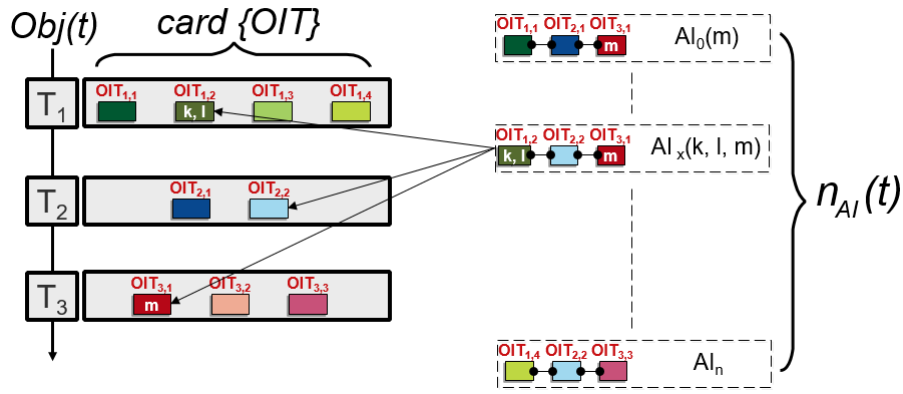 Obj(t)
card {OIT}
T1
OIT1,1 OIT1,2 OIT1,3 OIT1,4
k, l
T2
OIT2,1 OIT2,2
T3
OIT3,1 OIT3,2 OIT3,3
m
OIT1,1 OIT2,1 OIT3,1
m
AI0(m)
OIT1,2 OIT2,2 OIT3,1
k, l
m
AI x(k, l, m)
OIT1,4 OIT2,2 OIT3,3
AIn
nAI(t)